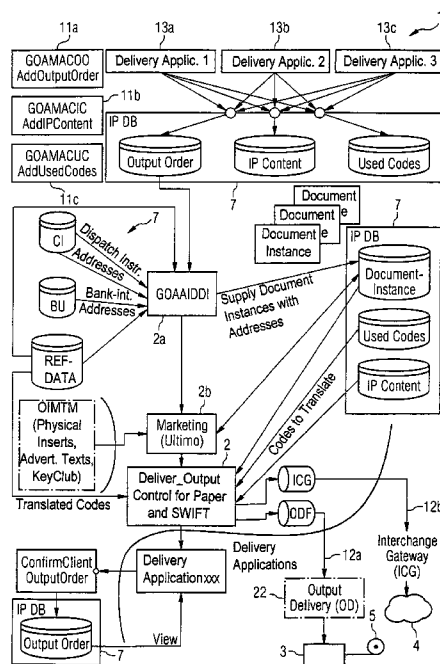 1
11a
13a
13b
13c
GOAMACOO
AddOutputOrder
Delivery Applic. 1
Delivery Applic. 2
Delivery Applic. 3
GOAMACIC
AddIPContent
11b
IP DB
GOAMACUC
AddUsedCodes
Output Order
IP Content
Used Codes
11c
7
7
Document
Document e
Document e
Instance
7
IP DB
CI
Dispatch Instr.
Addresses
BU
Bank-Int.
Addresses
GOAAIDDI
2a
Supply Document
Instances with
Addresses
Document-
Instance
Used Codes
IP Content
REF-
DATA
2b
OIMTM
(Physical
Inserts,
Advert. Texts,
KeyClub)
Marketing
(Ultimo)
Codes to Translate
2
Translated Codes
Deliver_Output
Control for Paper
and SWIFT
ICG
ODF
12b
ConfirmClient
OutputOrder
Delivery
Applicationxxx
Delivery
Applications
12a
Interchange
Gateway
(ICG)
IP DB
22
Output
Delivery (OD)
Output Order
View
7
3
5
4